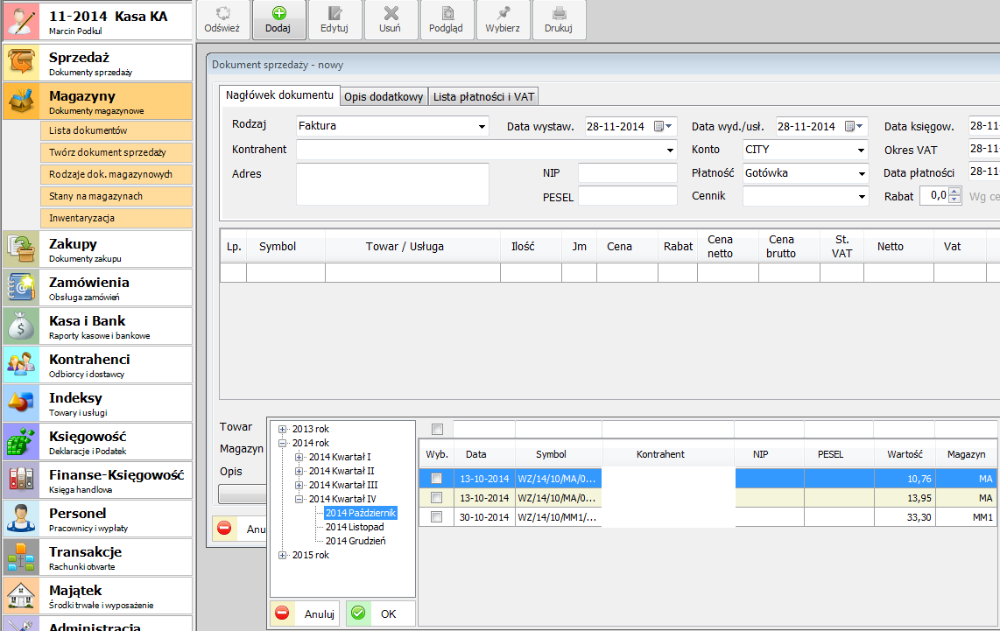 11-2014 Kasa KA
Marcin Podkul
Odśwież
Dodaj
Edytuj
Usuń
Podgląd
Wybierz
Drukuj
Sprzedaż
Dokumenty sprzedaży
Magazyny
Dokumenty magazynowe
Lista dokumentów
Twórz dokument sprzedaży
Rodzaje dok. magazynowych
Stany na magazynach
Inwentaryzacja
Zakupy
Dokumenty zakupu
Zamówienia
Obsługa zamówień
Kasa i Bank
Raporty kasowe i bankowe
Kontrahenci
Odbiorcy i dostawcy
Indeksy
Towary i usługi
Księgowość
Deklaracje i Podatek
Finanse-Księgowość
Księga handlowa
Personel
Pracownicy i wypłaty
Transakcje
Rachunki otwarte
Majątek
Środki trwałe i wyposażenie
Administracja
Dokument sprzedaży - nowy
Nagłówek dokumentu
Opis dodatkowy
Lista płatności i VAT
Rodzaj Faktura Data wystaw. 28-11-2014 Data wyd./usł. 28-11-2014 Data księgow. 28-11
Kontrahent Konto CITY Okres VAT 28-11
Adres NIP Płatność Gotówka Data płatności 28-11
PESEL Cennik Rabat 0,0 Wg ce
Lp. Symbol Towar / Usługa Ilość Jm Cena Rabat Cena netto Cena brutto St. VAT Netto Vat
Towar
Magazyn
Opis
Anu
2013 rok
2014 rok
2014 Kwartał I
2014 Kwartał II
2014 Kwartał III
2014 Kwartał IV
2014 Październik
2014 Listopad
2014 Grudzień
2015 rok
Anuluj
OK
Wyb. Data Symbol Kontrahent NIP PESEL Wartość Magazyn
13-10-2014 WZ/14/10/MA/0... 10,76 MA
13-10-2014 WZ/14/10/MA/0... 13,95 MA
30-10-2014 WZ/14/10/MM1/... 33,30 MM1